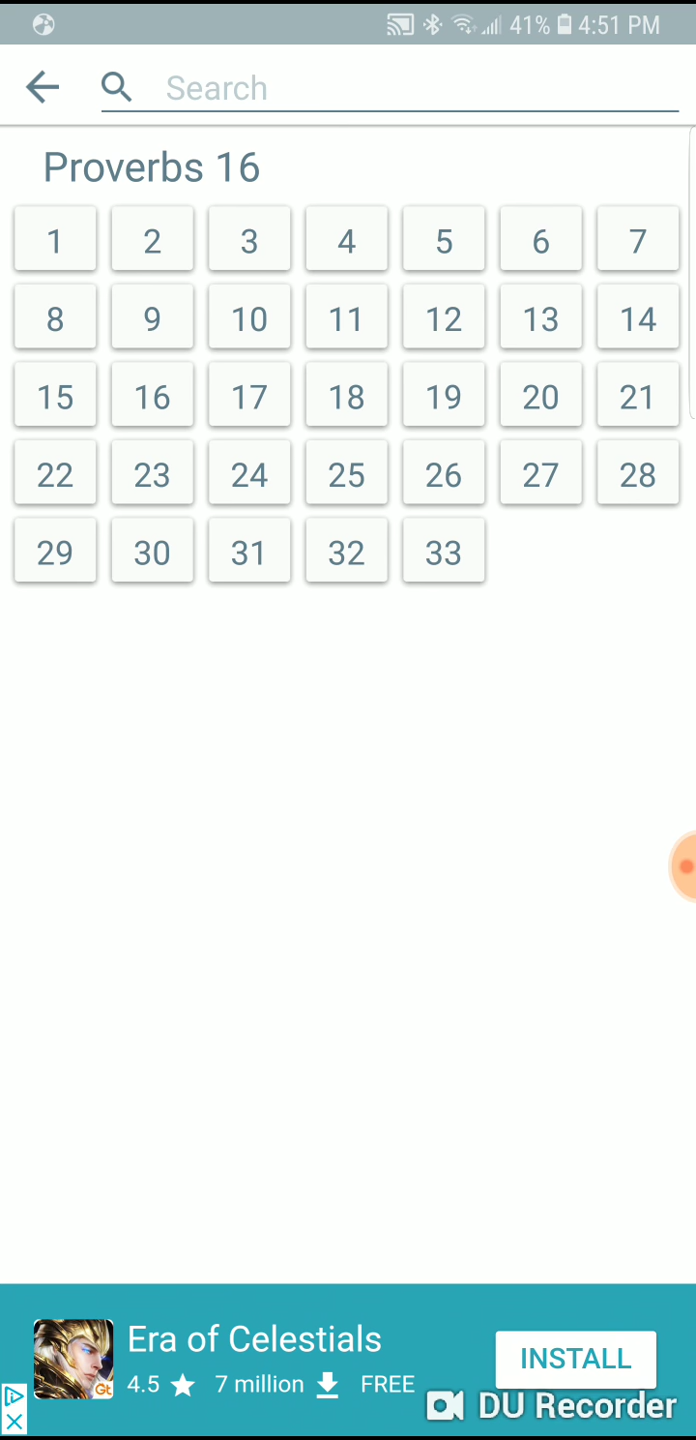 41% 4:51 PM
Search
Proverbs 16
1 2 3 4 5 6 7
8 9 10 11 12 13 14
15 16 17 18 19 20 21
22 23 24 25 26 27 28
29 30 31 32 33
Era of Celestials
4.5 7 million FREE
INSTALL
Gt
DU Recorder